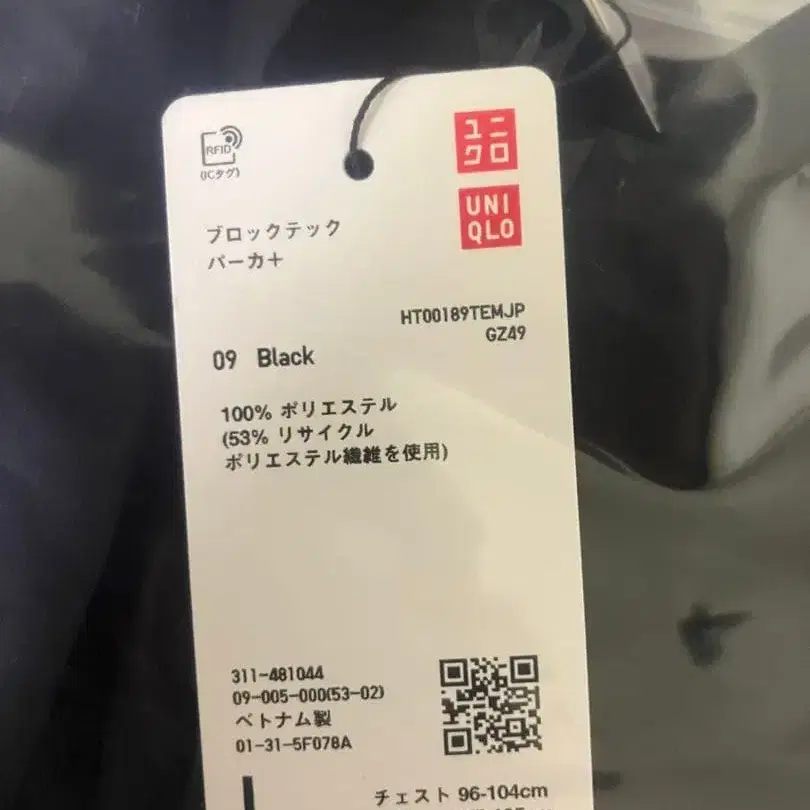 RFID
(ICタグ)
ユニ
クロ
UNI
QLO
ブロックテック
パーカ+
HT00189TEMJP
GZ49
09 Black
100% ポリエステル
(53% リサイクル
ポリエステル繊維を使用)
311-481044
09-005-000(53-02)
ベトナム製
01-31-5F078A
チェスト 96-104cm